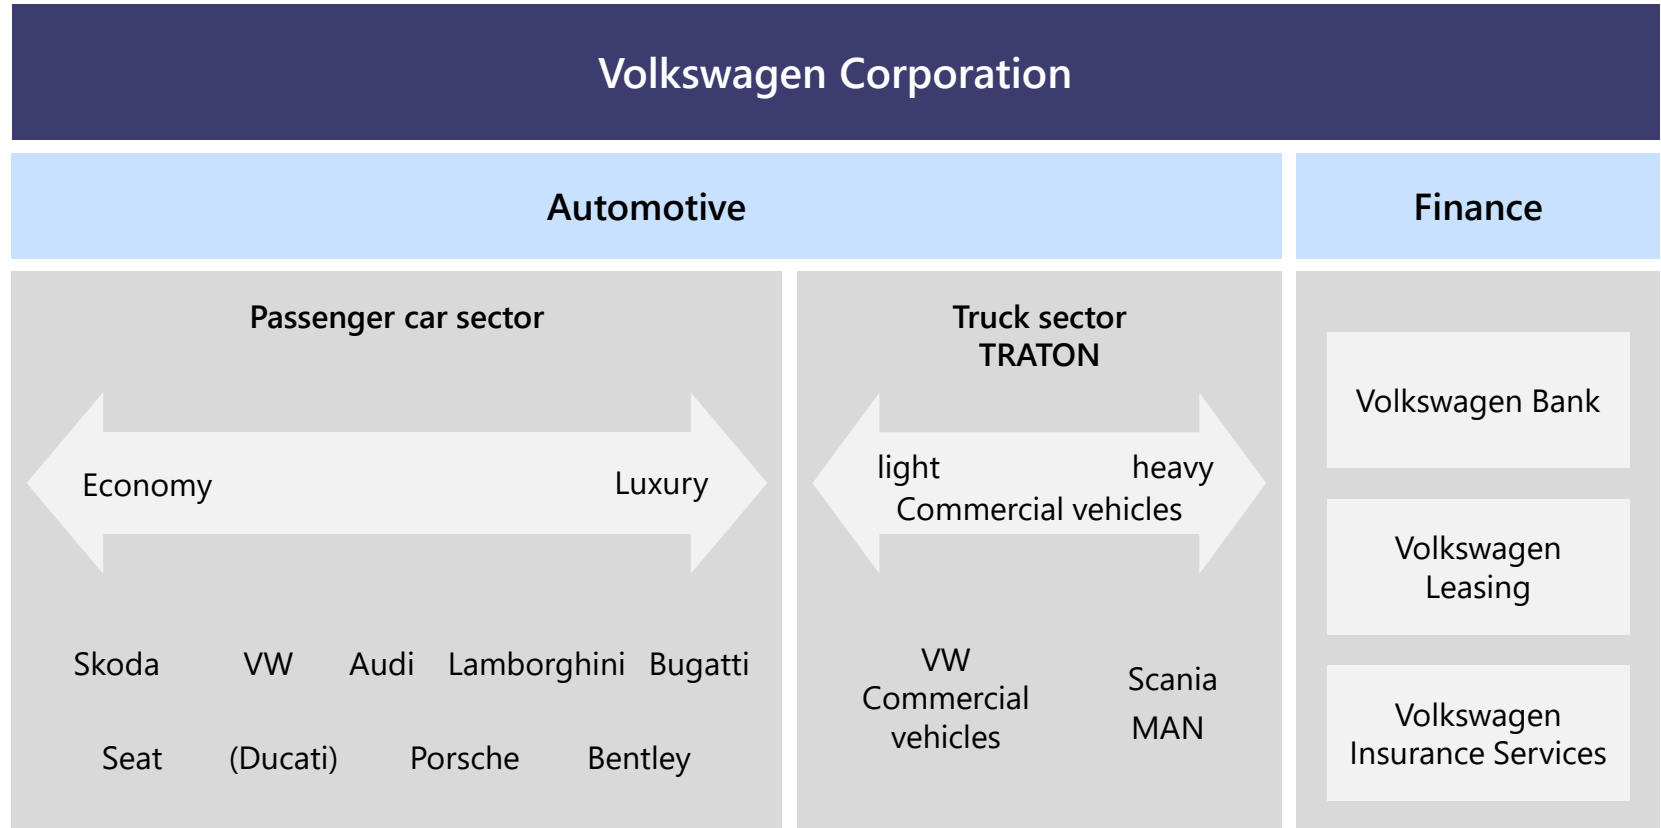 Volkswagen Corporation
Automotive
Finance
Passenger car sector
Economy
Luxury
Skoda
VW
Audi
Lamborghini
Bugatti
Seat
(Ducati)
Porsche
Bentley
Truck sector
TRATON
light
heavy
Commercial vehicles
VW
Commercial
vehicles
Scania
MAN
Volkswagen Bank
Volkswagen
Leasing
Volkswagen
Insurance Services